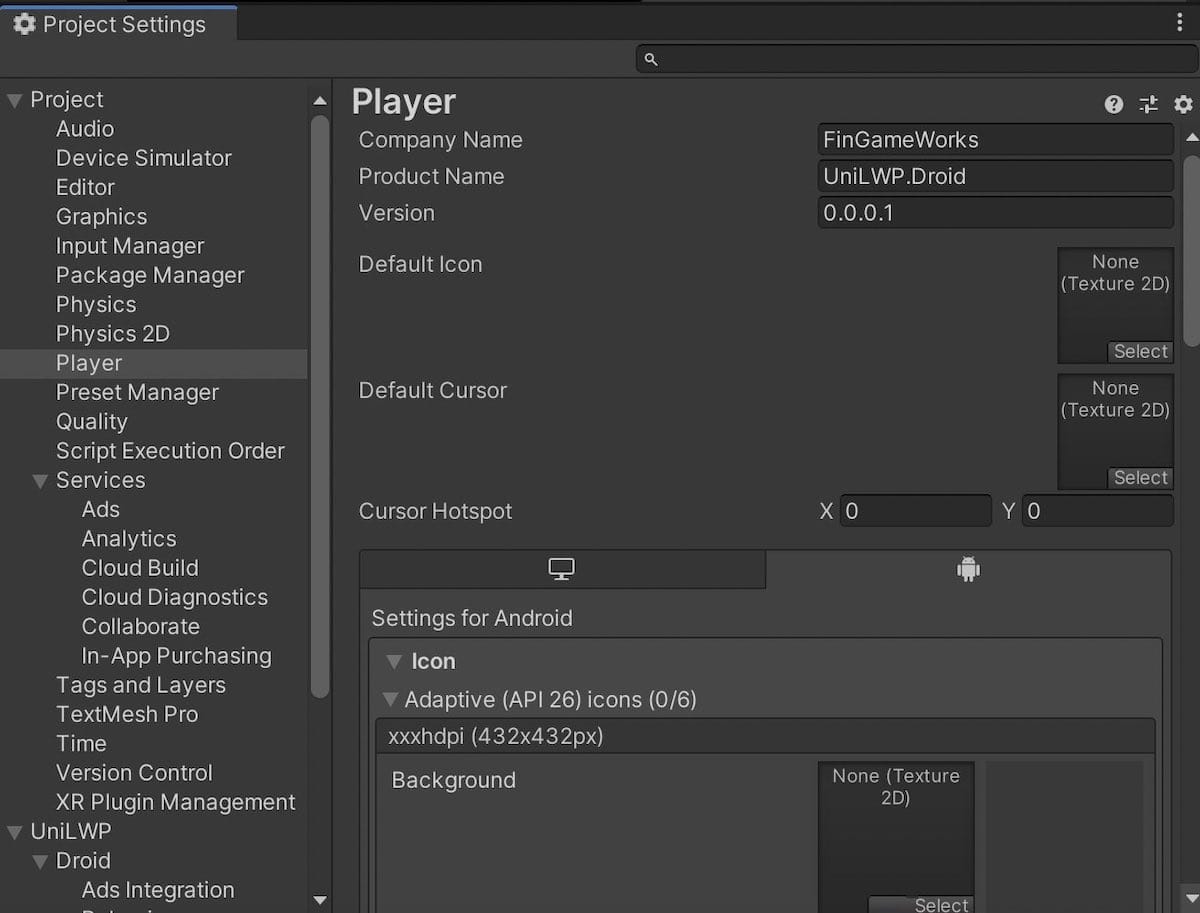 Project Settings
Project
Audio
Device Simulator
Editor
Graphics
Input Manager
Package Manager
Physics
Physics 2D
Player
Preset Manager
Quality
Script Execution Order
Services
Ads
Analytics
Cloud Build
Cloud Diagnostics
Collaborate
In-App Purchasing
Tags and Layers
TextMesh Pro
Time
Version Control
XR Plugin Management
UniLWP
Droid
Ads Integration
Player
Company Name FinGameWorks
Product Name UniLWP.Droid
Version 0.0.0.1
Default Icon
None
(Texture 2D)
Select
Default Cursor
None
(Texture 2D)
Select
Cursor Hotspot X 0 Y 0
Settings for Android
Icon
Adaptive (API 26) icons (0/6)
xxxhdpi (432x432px)
Background
None (Texture
2D)
Select